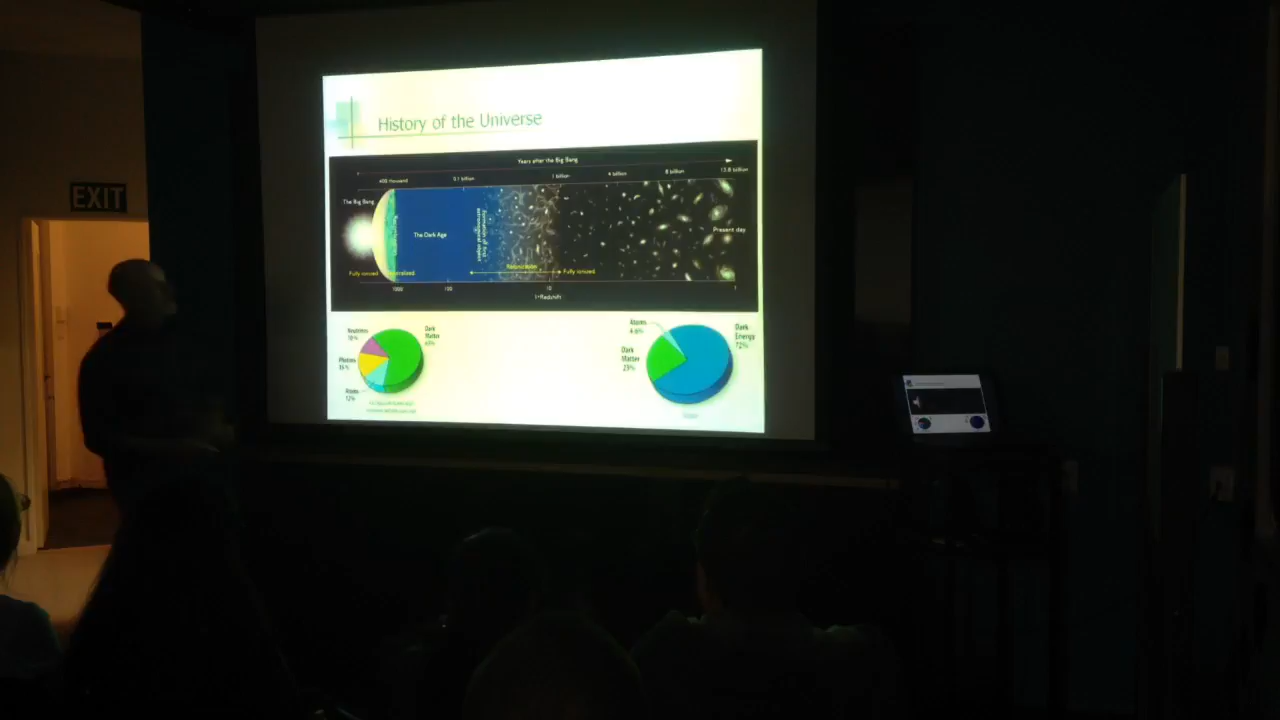 EXIT
History of the Universe
Years after the Big Bang
400 thousand
0.1 billion
1 billion
4 billion
8 billion
13.8 billion
The Big Bang
The Dark Age
Present day
Fully ionized
Reionization
Fully ionized
1000
100
10
1
1+Redshift
Neutrinos
10%
Dark
Matter
63%
Photons
15%
Atoms
12%
Atoms
4.6%
Dark
Energy
72%
Dark
Matter
23%